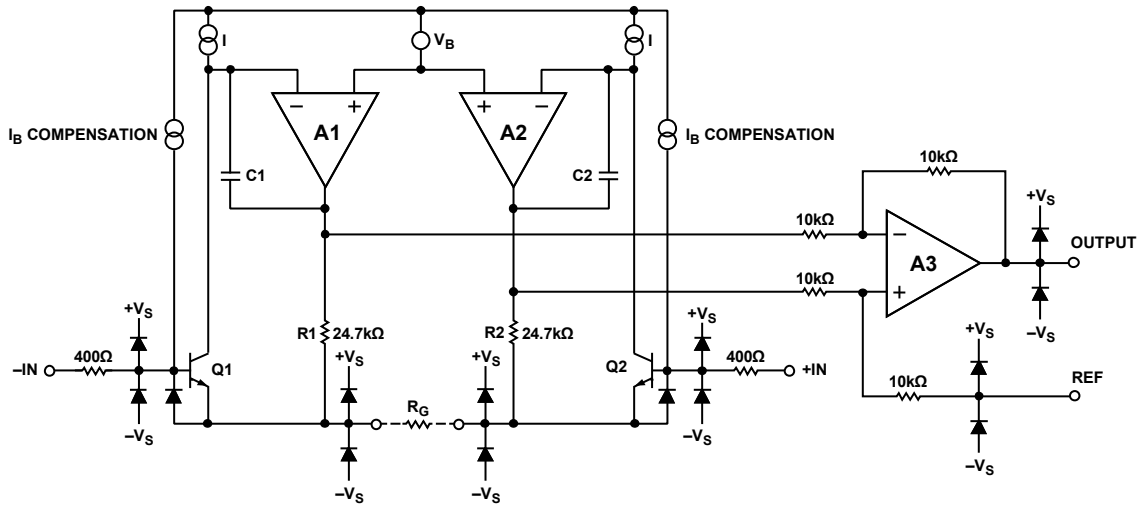 I
V_B
I
I_B COMPENSATION
− +
A1
+ −
A2
I_B COMPENSATION
C1
C2
10kΩ
10kΩ
−
+V_S
OUTPUT
A3
10kΩ
+
−V_S
R1 24.7kΩ
R2 24.7kΩ
+V_S
+V_S
+V_S
400Ω
–IN
Q1
+V_S
+V_S
Q2
400Ω
+IN
10kΩ
REF
R_G
–V_S
–V_S
–V_S
–V_S
–V_S